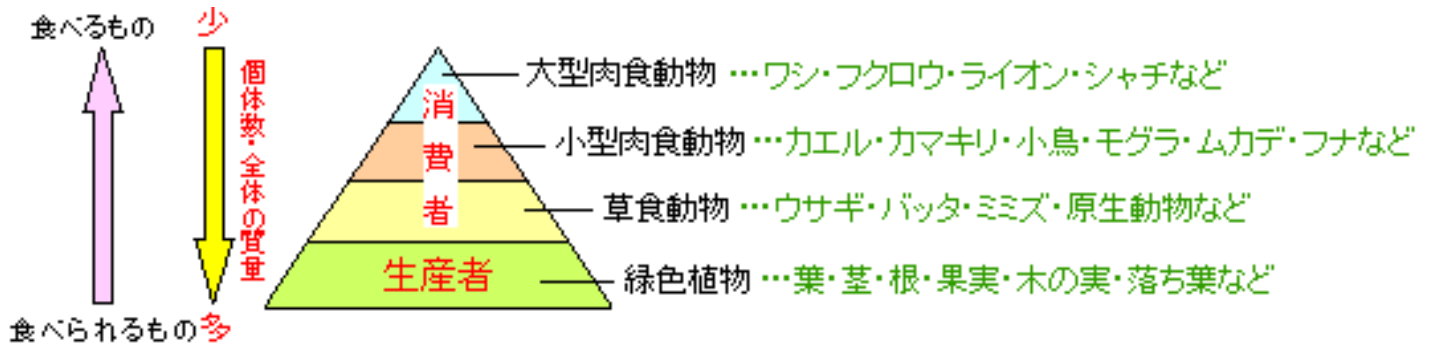 食べるもの
少
個体数・全体の質量
大型肉食動物 …ワシ・フクロウ・ライオン・シャチなど
消費者
小型肉食動物 …カエル・カマキリ・小鳥・モグラ・ムカデ・フナなど
草食動物 …ウサギ・バッタ・ミミズ・原生動物など
生産者
緑色植物 …葉・茎・根・果実・木の実・落ち葉など
食べられるもの
多